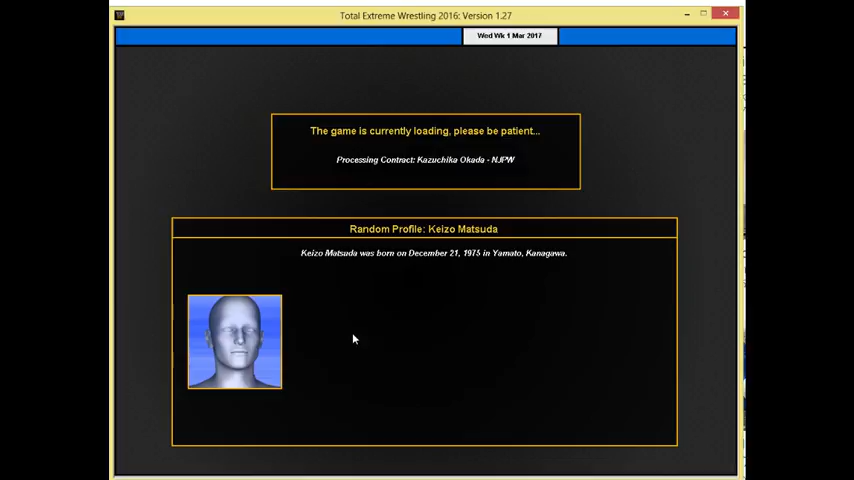 Total Extreme Wrestling 2016: Version 1.27
Wed Wk 1 Mar 2017
The game is currently loading, please be patient...
Processing Contract: Kazuchika Okada - NJPW
Random Profile: Keizo Matsuda
Keizo Matsuda was born on December 21, 1975 in Yamato, Kanagawa.